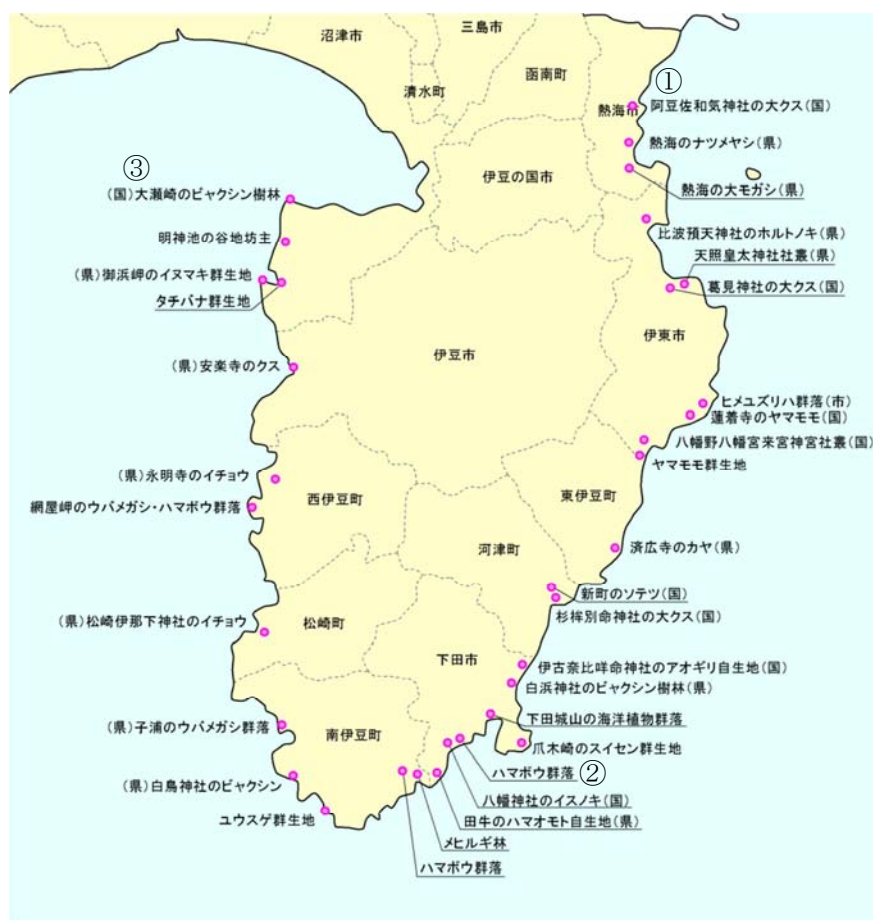 沼津市
三島市
函南町
清水町
①
熱海市
阿豆佐和気神社の大クス(国)
熱海のナツメヤシ(県)
③
伊豆の国市
熱海の大モガシ(県)
(国)大瀬崎のビャクシン樹林
比波預天神社のホルトノキ(県)
明神池の谷地坊主
天照皇太神社社叢(県)
(県)御浜岬のイヌマキ群生地
葛見神社の大クス(国)
タチバナ群生地
伊東市
伊豆市
(県)安楽寺のクス
ヒメユズリハ群落(市)
蓮着寺のヤマモモ(国)
八幡野八幡宮来宮神宮社叢(国)
ヤマモモ群生地
(県)永明寺のイチョウ
西伊豆町
東伊豆町
網屋岬のウバメガシ・ハマボウ群落
河津町
済広寺のカヤ(県)
新町のソテツ(国)
杉桙別命神社の大クス(国)
(県)松崎伊那下神社のイチョウ
松崎町
下田市
伊古奈比咩命神社のアオギリ自生地(国)
白浜神社のビャクシン樹林(県)
下田城山の海洋植物群落
(県)子浦のウバメガシ群落
南伊豆町
爪木崎のスイセン群生地
ハマボウ群落
②
(県)白鳥神社のビャクシン
八幡神社のイスノキ(国)
田牛のハマオモト自生地(県)
ユウスゲ群生地
メヒルギ林
ハマボウ群落